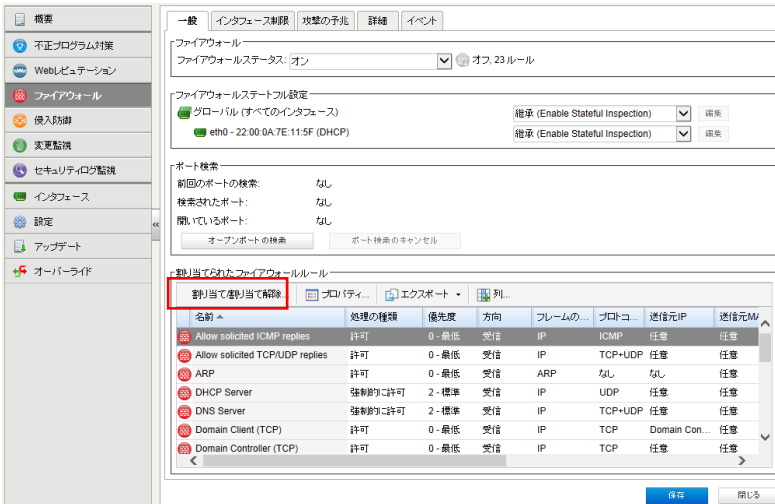 概要
不正プログラム対策
Webレピュテーション
ファイアウォール
侵入防御
変更監視
セキュリティログ監視
インタフェース
設定
アップデート
オーバーライド
«
一般 インタフェース制限 攻撃の予兆 詳細 イベント
ファイアウォール
ファイアウォールステータス: オン オフ, 23 ルール
ファイアウォールステートフル設定
グローバル (すべてのインタフェース) 継承 (Enable Stateful Inspection) 編集
eth0 - 22:00:0A:7E:11:5F (DHCP) 継承 (Enable Stateful Inspection) 編集
ポート検索
前回のポートの検索: なし
検索されたポート: なし
開いているポート: なし
オープンポートの検索 ポート検索のキャンセル
割り当てられたファイアウォールルール
割り当て/割り当て解除... プロパティ... エクスポート 列...
名前 処理の種類 優先度 方向 フレームの... プロトコ... 送信元IP 送信元MA
Allow solicited ICMP replies 許可 0 - 最低 受信 IP ICMP 任意 任意
Allow solicited TCP/UDP replies 許可 0 - 最低 受信 IP TCP+UDP 任意 任意
ARP 許可 0 - 最低 受信 ARP なし なし 任意
DHCP Server 強制的に許可 2 - 標準 受信 IP UDP 任意 任意
DNS Server 強制的に許可 2 - 標準 受信 IP TCP+UDP 任意 任意
Domain Client (TCP) 許可 0 - 最低 受信 IP TCP Domain Con... 任意
Domain Controller (TCP) 許可 0 - 最低 受信 IP TCP 任意 任意
保存 閉じる